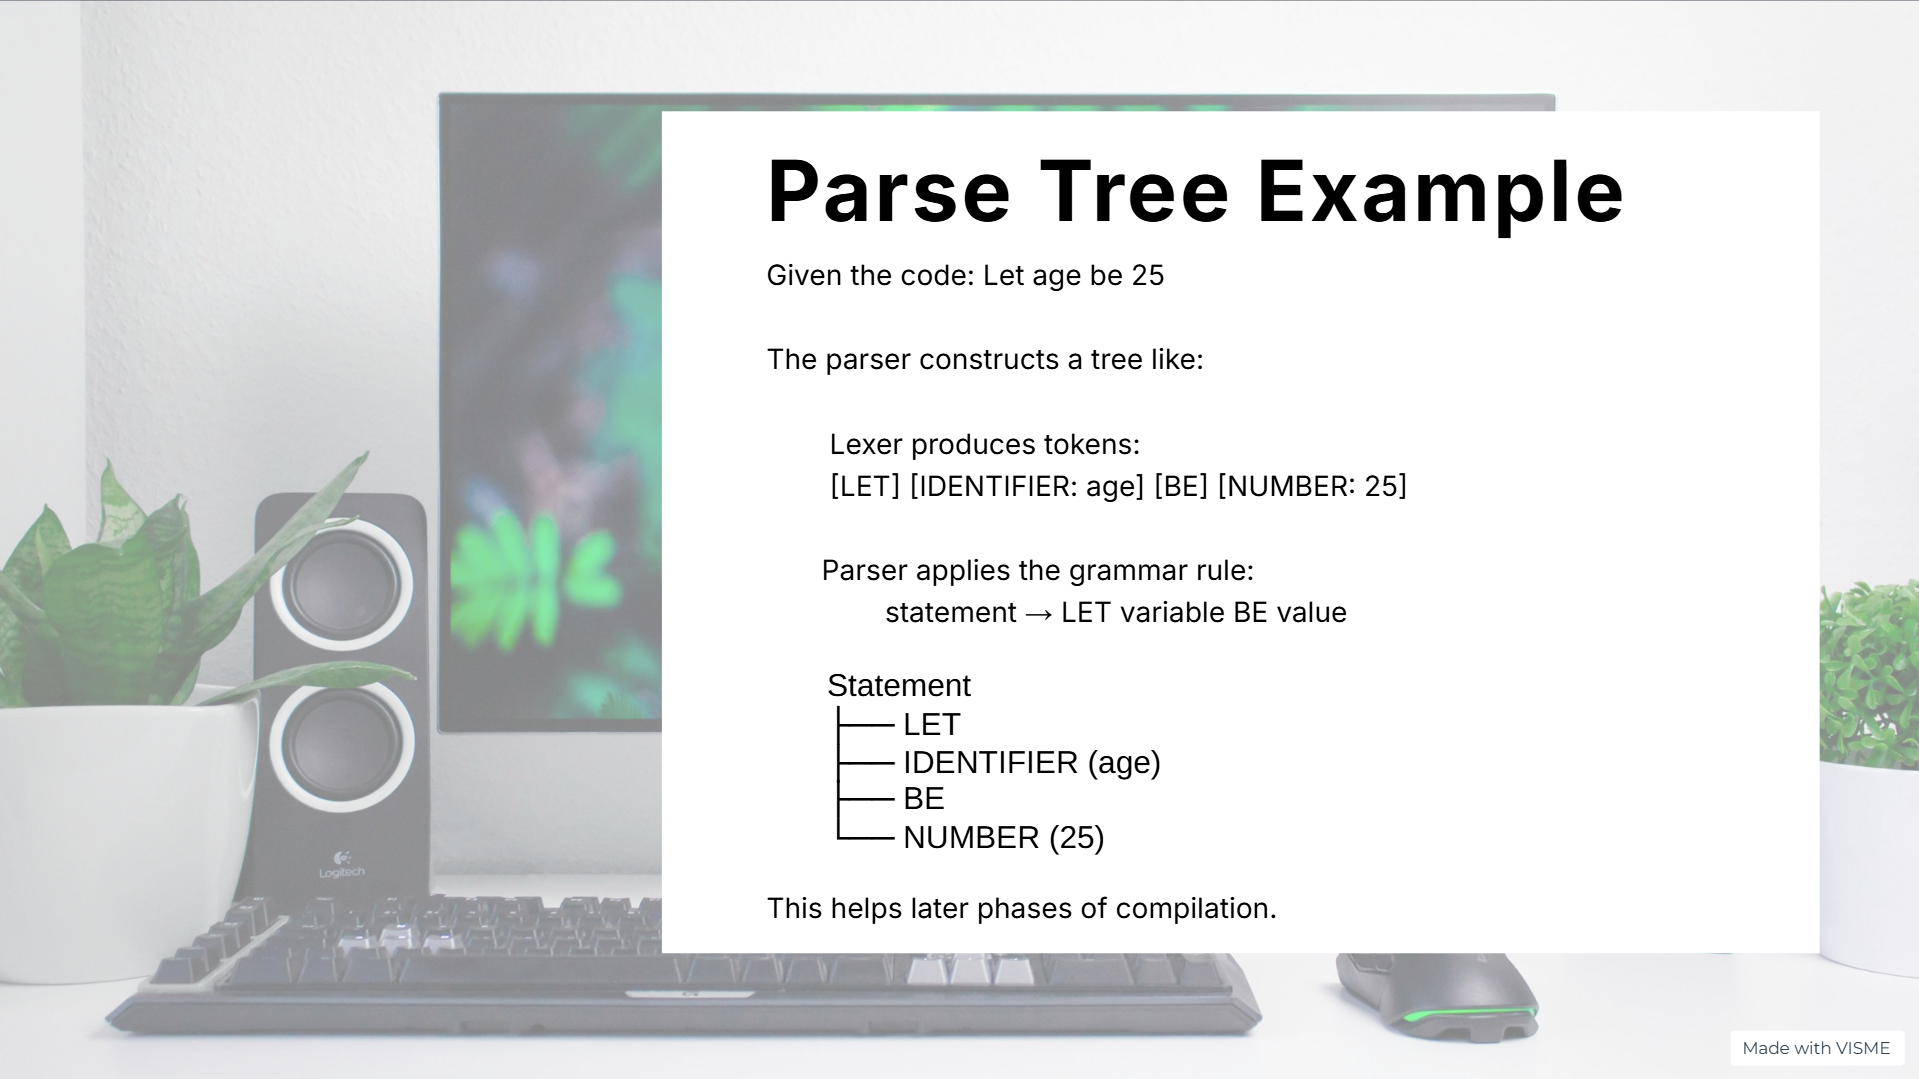 Parse Tree Example
Given the code: Let age be 25
The parser constructs a tree like:
Lexer produces tokens:
[LET] [IDENTIFIER: age] [BE] [NUMBER: 25]
Parser applies the grammar rule:
statement → LET variable BE value
Statement
├── LET
├── IDENTIFIER (age)
├── BE
└── NUMBER (25)
This helps later phases of compilation.
Logitech
Made with VISME